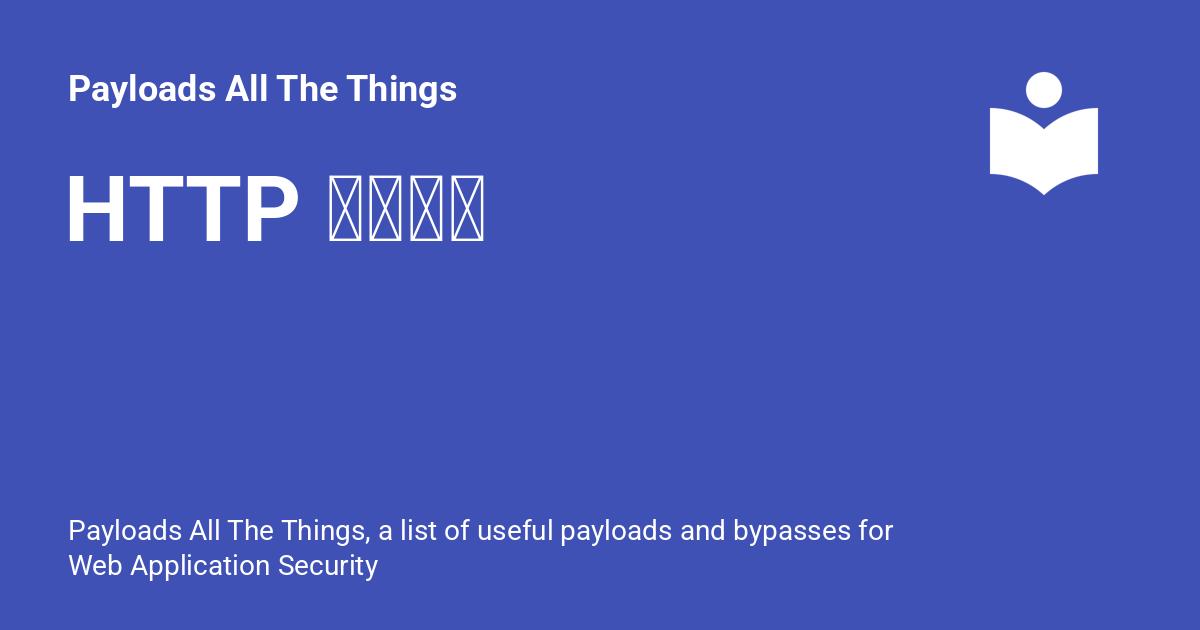 Payloads All The Things
HTTP
Payloads All The Things, a list of useful payloads and bypasses for
Web Application Security